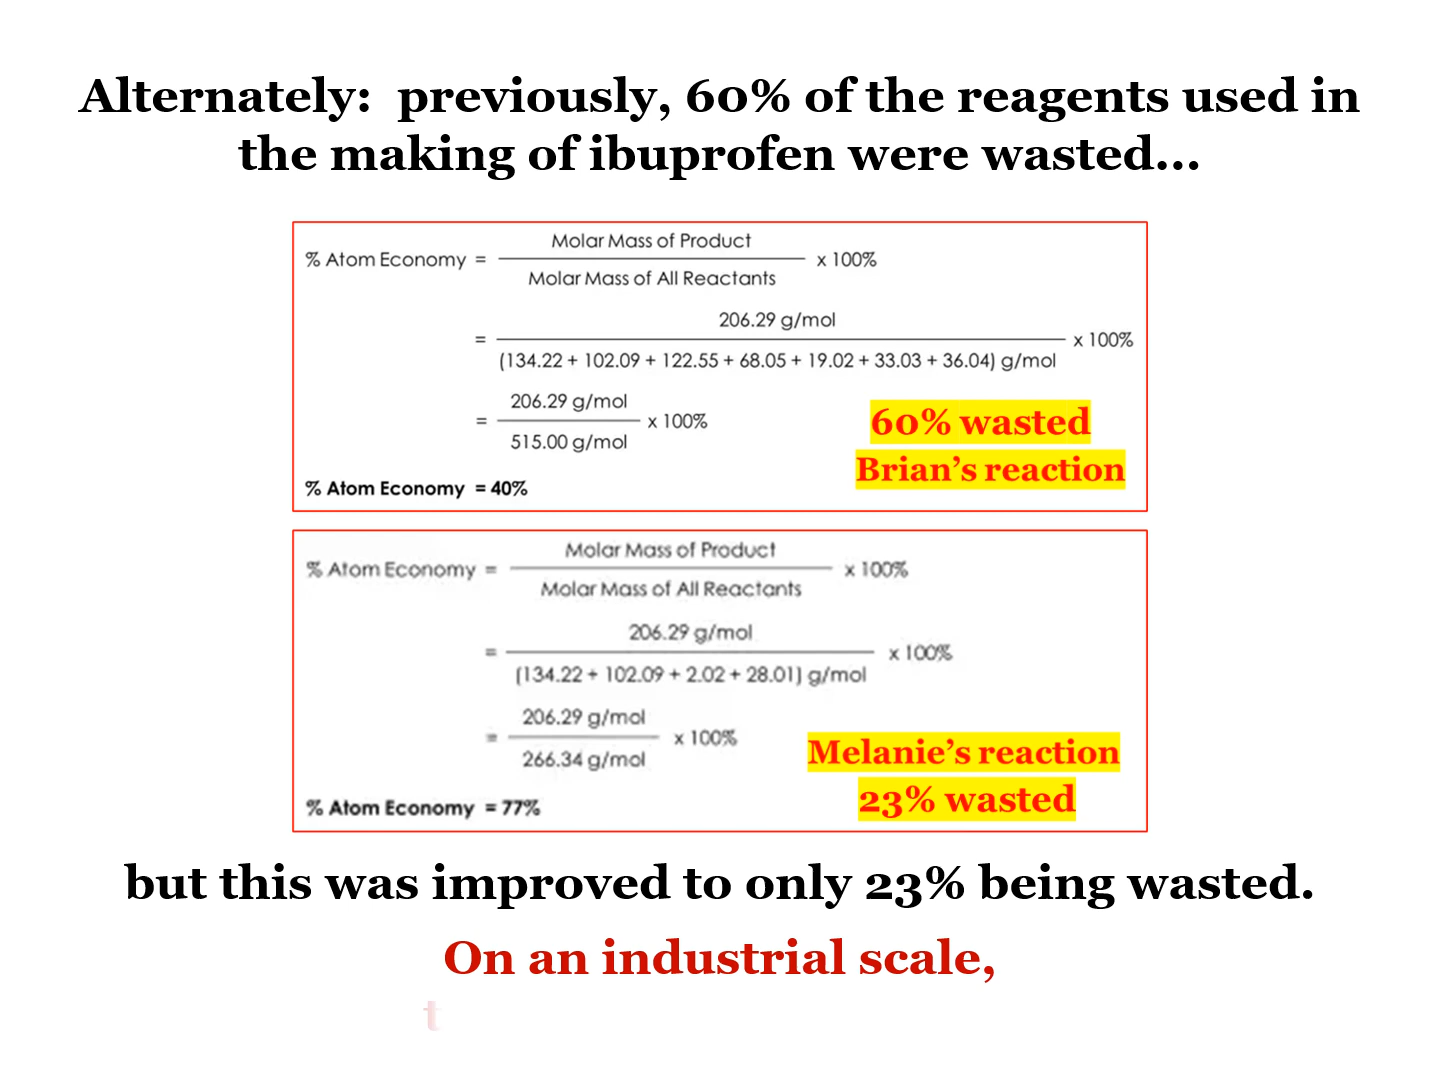 Alternately:  previously, 60% of the reagents used in
the making of ibuprofen were wasted...
% Atom Economy = Molar Mass of Product / Molar Mass of All Reactants x 100%
= 206.29 g/mol / (134.22 + 102.09 + 122.55 + 68.05 + 19.02 + 33.03 + 36.04) g/mol x 100%
= 206.29 g/mol / 515.00 g/mol x 100%
60% wasted
Brian's reaction
% Atom Economy = 40%
% Atom Economy = Molar Mass of Product / Molar Mass of All Reactants x 100%
= 206.29 g/mol / (134.22 + 102.09 + 2.02 + 28.01) g/mol x 100%
= 206.29 g/mol / 266.34 g/mol x 100%
Melanie's reaction
23% wasted
% Atom Economy = 77%
but this was improved to only 23% being wasted.
On an industrial scale,
t